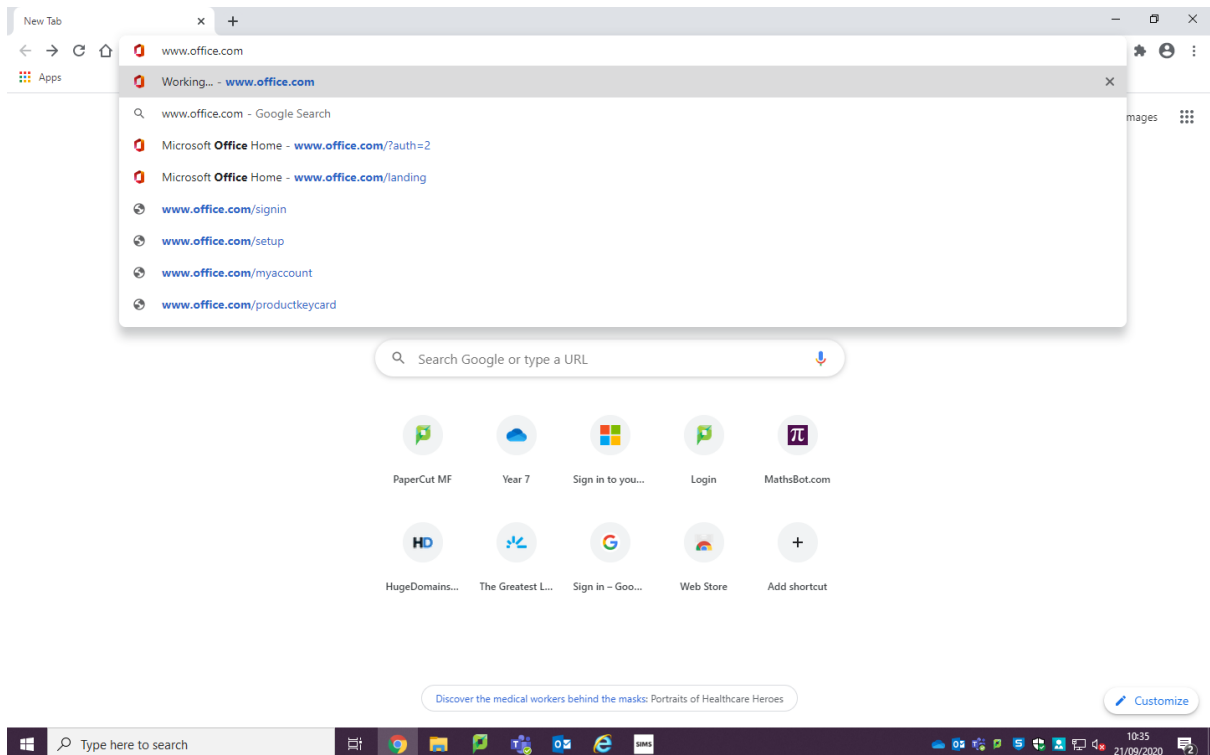 New Tab
www.office.com
Apps
Working... - www.office.com
www.office.com - Google Search
mages
Microsoft Office Home - www.office.com/?auth=2
Microsoft Office Home - www.office.com/landing
www.office.com/signin
www.office.com/setup
www.office.com/myaccount
www.office.com/productkeycard
Search Google or type a URL
PaperCut MF
Year 7
Sign in to you...
Login
MathsBot.com
HD
HugeDomains...
The Greatest L...
Sign in – Goo...
Web Store
Add shortcut
Discover the medical workers behind the masks: Portraits of Healthcare Heroes
Customize
Type here to search
SIMS
10:35
21/09/2020
2